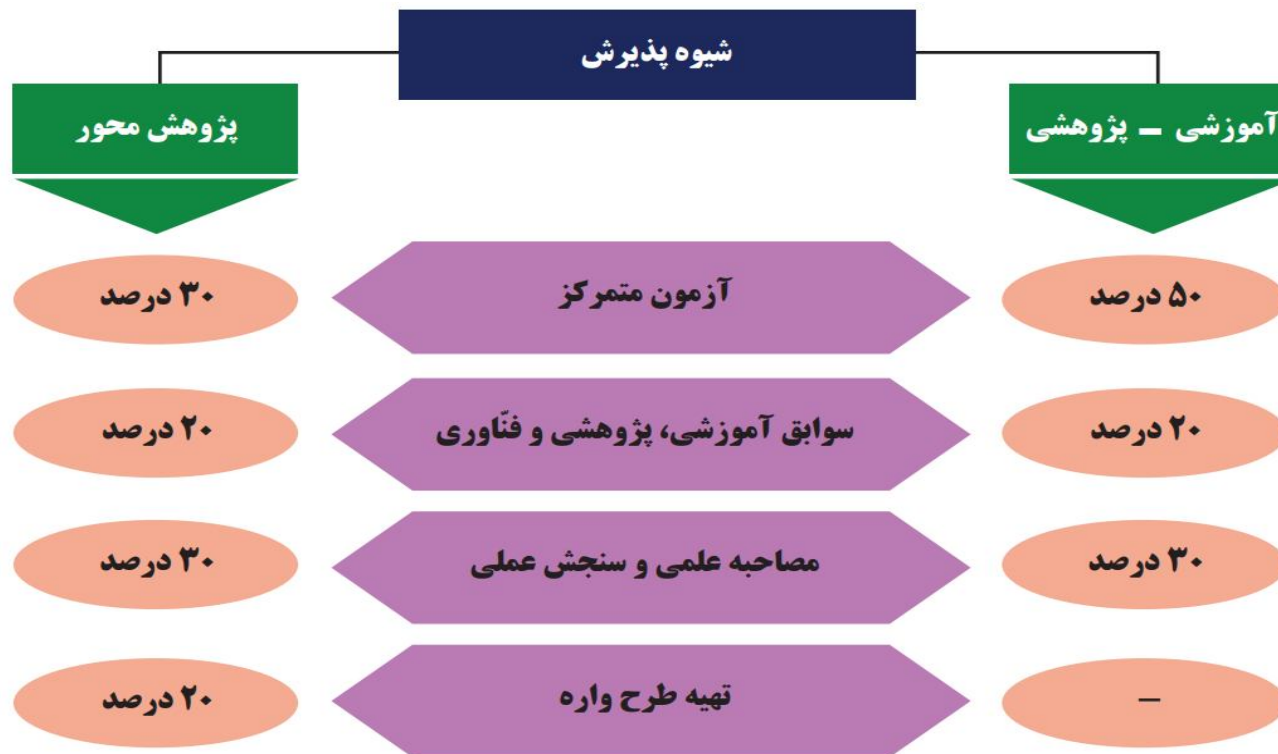 شیوه پذیرش
آموزشی – پژوهشی
پژوهش محور
۵۰ درصد
آزمون متمرکز
۳۰ درصد
۲۰ درصد
سوابق آموزشی، پژوهشی و فنّاوری
۲۰ درصد
۳۰ درصد
مصاحبه علمی و سنجش عملی
۳۰ درصد
–
تهیه طرح واره
۲۰ درصد